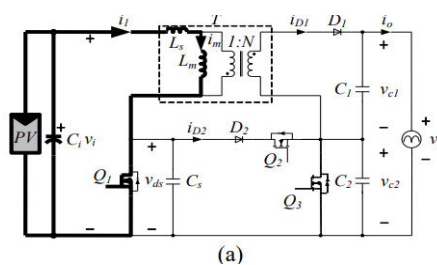 i1
T
Ls
im
1:N
Lm
iD1
D1
io
PV
Ci
vi
C1
vc1
iD2
D2
Q1
vds
Cs
Q2
Q3
C2
vc2
v
(a)